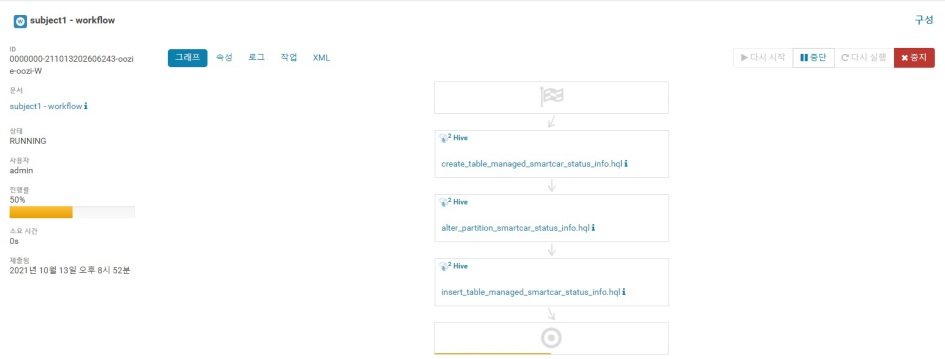 subject1 - workflow
구성
ID
0000000-211013202606243-oozi
e-oozi-W
문서
subject1 - workflow
상태
RUNNING
사용자
admin
진행률
50%
소요 시간
0s
제출됨
2021년 10월 13일 오후 8시 52분
그래프 속성 로그 작업 XML
다시 시작 중단 다시 실행 중지
2 Hive
create_table_managed_smartcar_status_info.hql
2 Hive
alter_partition_smartcar_status_info.hql
2 Hive
insert_table_managed_smartcar_status_info.hql